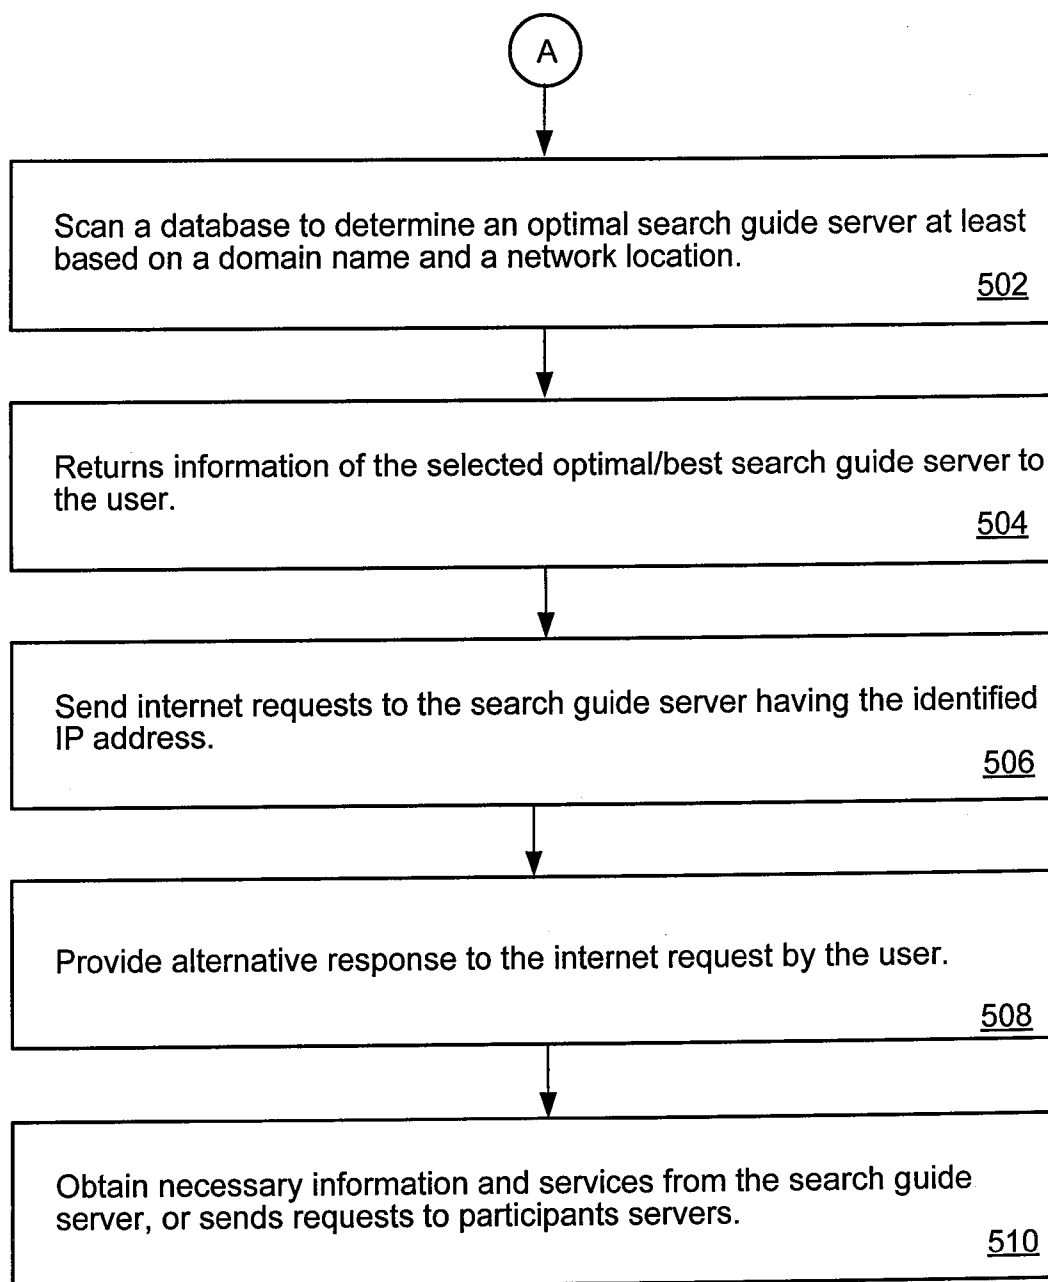 A
Scan a database to determine an optimal search guide server at least
based on a domain name and a network location.
502
Returns information of the selected optimal/best search guide server to
the user.
504
Send internet requests to the search guide server having the identified
IP address.
506
Provide alternative response to the internet request by the user.
508
Obtain necessary information and services from the search guide
server, or sends requests to participants servers.
510